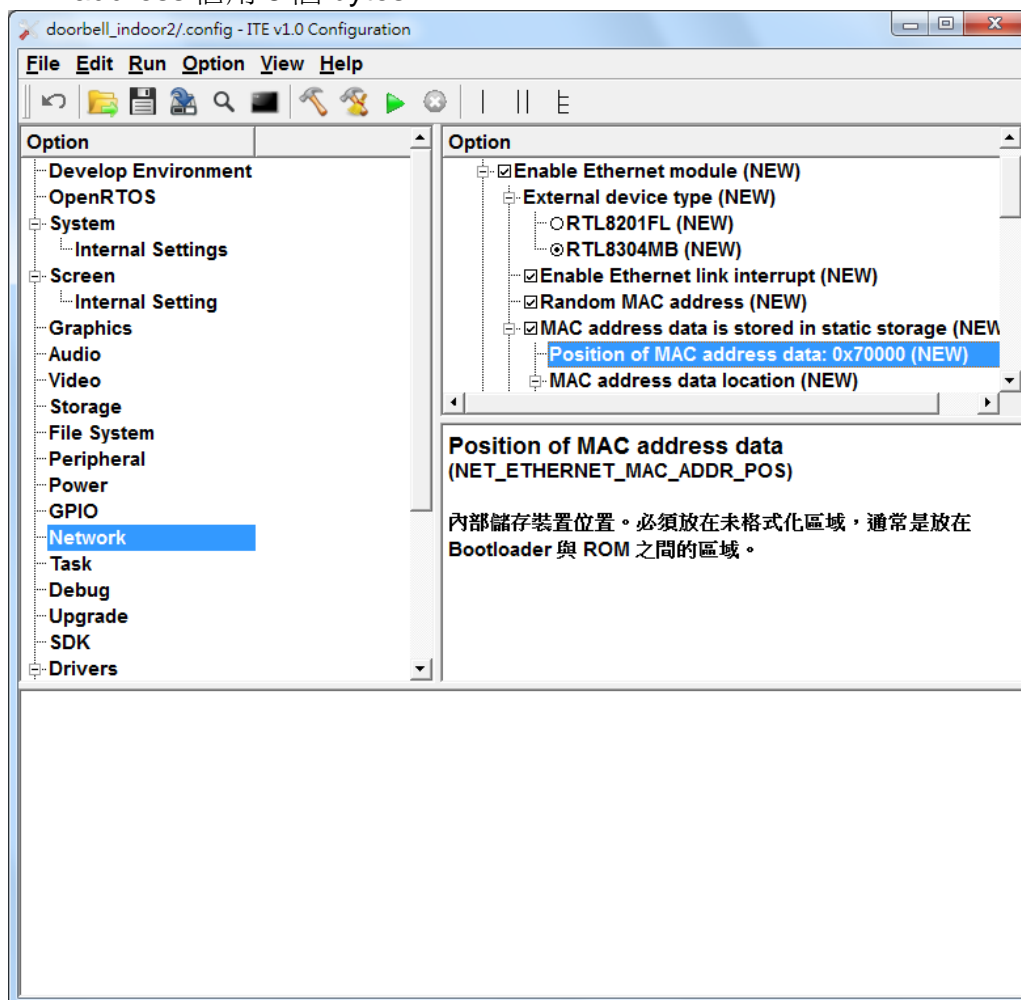 doorbell_indoor2/.config - ITE v1.0 Configuration
File Edit Run Option View Help
Option
Develop Environment
OpenRTOS
System
Internal Settings
Screen
Internal Setting
Graphics
Audio
Video
Storage
File System
Peripheral
Power
GPIO
Network
Task
Debug
Upgrade
SDK
Drivers
Option
Enable Ethernet module (NEW)
External device type (NEW)
RTL8201FL (NEW)
RTL8304MB (NEW)
Enable Ethernet link interrupt (NEW)
Random MAC address (NEW)
MAC address data is stored in static storage (NEW
Position of MAC address data: 0x70000 (NEW)
MAC address data location (NEW)
Position of MAC address data
(NET_ETHERNET_MAC_ADDR_POS)
內部儲存裝置位置。必須放在未格式化區域，通常是放在
Bootloader 與 ROM 之間的區域。